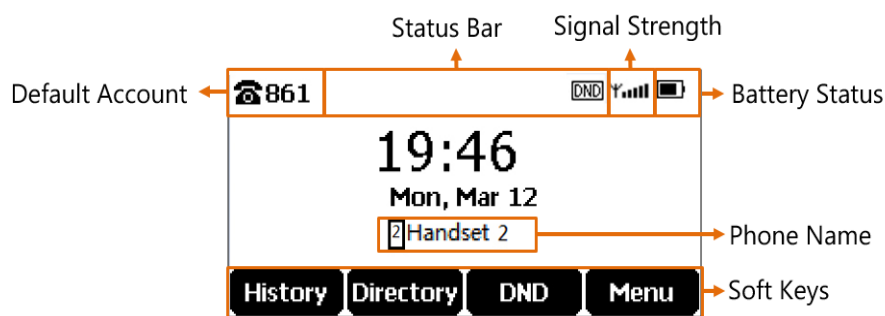 Status Bar
Signal Strength
Default Account
861
DND
Battery Status
19:46
Mon, Mar 12
2 Handset 2
Phone Name
History Directory DND Menu
Soft Keys